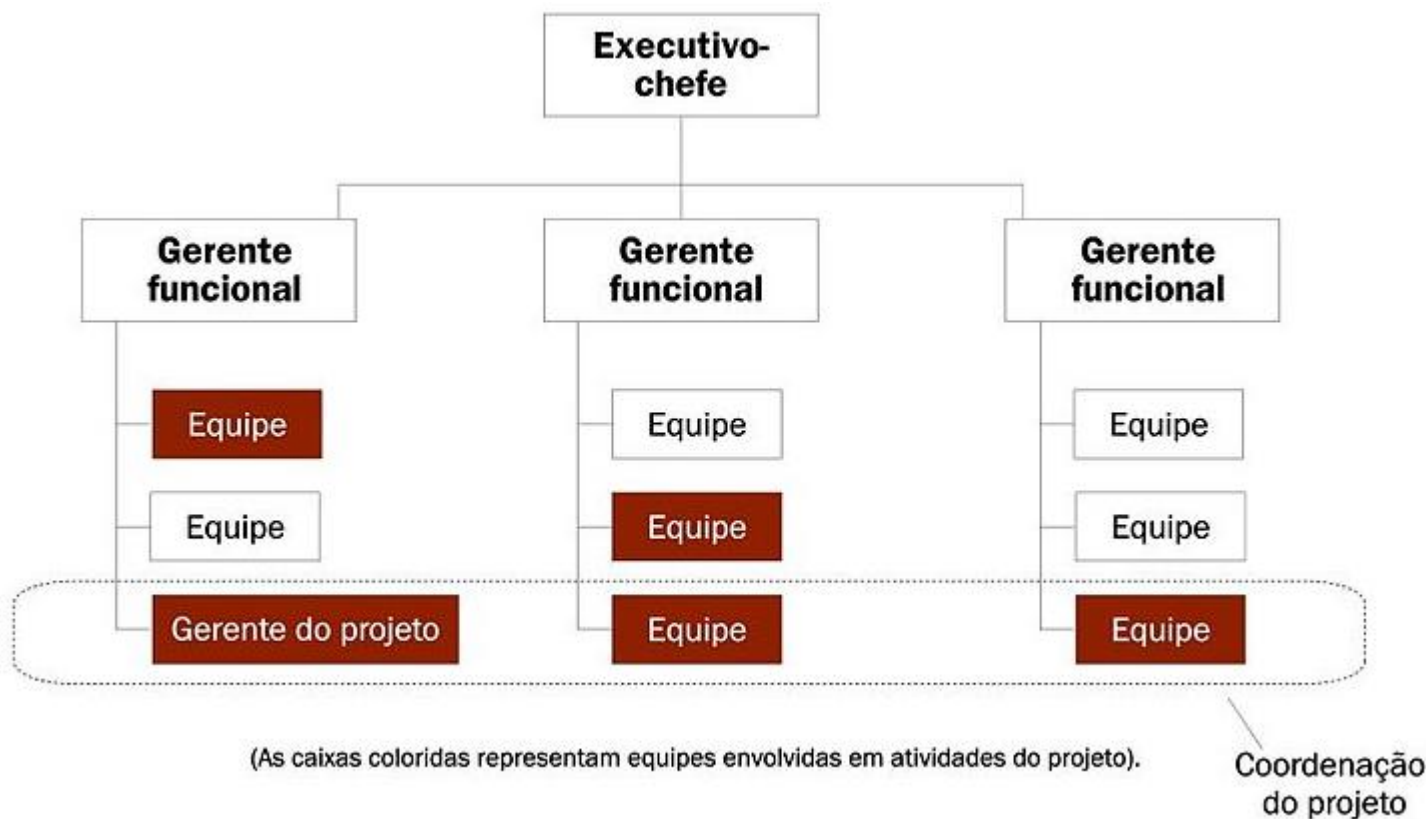 Executivo-
chefe
Gerente
funcional
Gerente
funcional
Gerente
funcional
Equipe
Equipe
Equipe
Equipe
Equipe
Equipe
Gerente do projeto
Equipe
Equipe
(As caixas coloridas representam equipes envolvidas em atividades do projeto).
Coordenação
do projeto